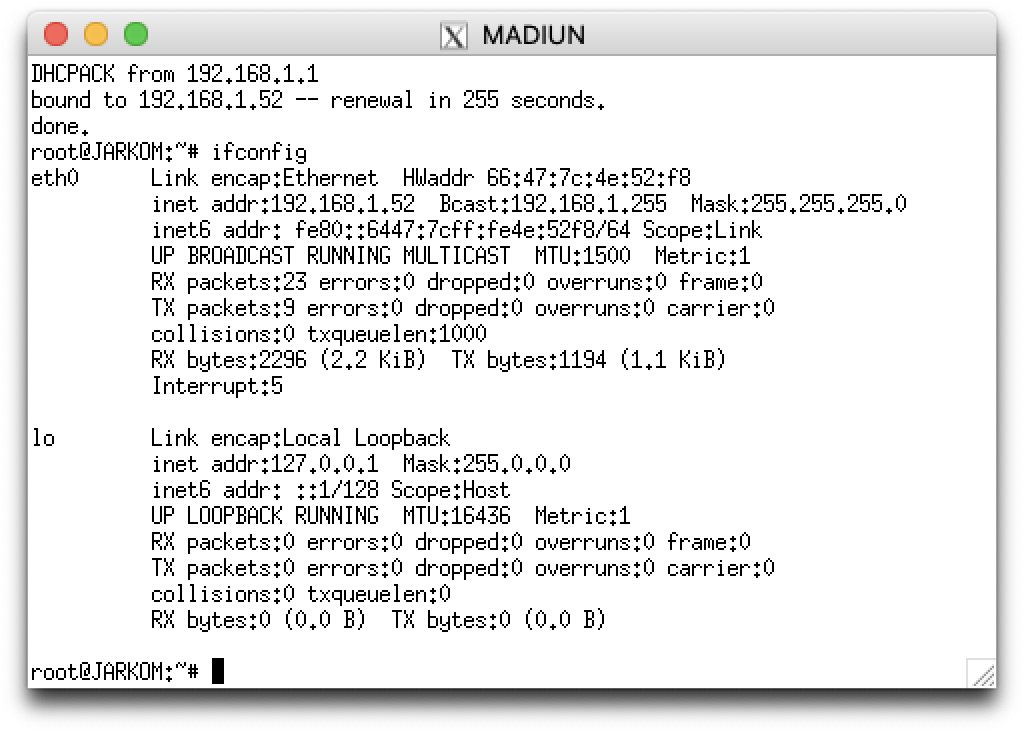 MADIUN
DHCPACK from 192.168.1.1
bound to 192.168.1.52 -- renewal in 255 seconds.
done.
root@JARKOM:~# ifconfig
eth0      Link encap:Ethernet  HWaddr 66:47:7c:4e:52:f8
          inet addr:192.168.1.52  Bcast:192.168.1.255  Mask:255.255.255.0
          inet6 addr: fe80::6447:7cff:fe4e:52f8/64 Scope:Link
          UP BROADCAST RUNNING MULTICAST  MTU:1500  Metric:1
          RX packets:23 errors:0 dropped:0 overruns:0 frame:0
          TX packets:9 errors:0 dropped:0 overruns:0 carrier:0
          collisions:0 txqueuelen:1000
          RX bytes:2296 (2.2 KiB)  TX bytes:1194 (1.1 KiB)
          Interrupt:5
lo        Link encap:Local Loopback
          inet addr:127.0.0.1  Mask:255.0.0.0
          inet6 addr: ::1/128 Scope:Host
          UP LOOPBACK RUNNING  MTU:16436  Metric:1
          RX packets:0 errors:0 dropped:0 overruns:0 frame:0
          TX packets:0 errors:0 dropped:0 overruns:0 carrier:0
          collisions:0 txqueuelen:0
          RX bytes:0 (0.0 B)  TX bytes:0 (0.0 B)
root@JARKOM:~#